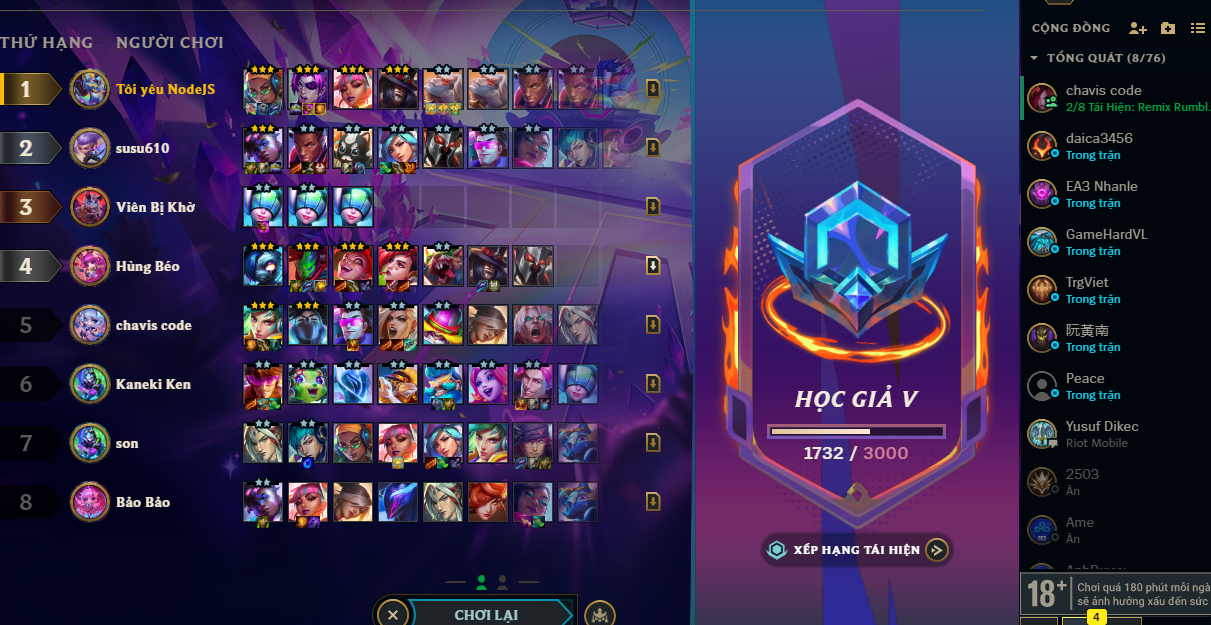 THỨ HẠNG NGƯỜI CHƠI
1 Tôi yêu NodeJS
2 susu610
3 Viên Bị Khờ
4 Hùng Béo
5 chavis code
6 Kaneki Ken
7 son
8 Bảo Bảo
CHƠI LẠI
HỌC GIẢ V
1732 / 3000
XẾP HẠNG TÁI HIỆN
CỘNG ĐỒNG
TỔNG QUÁT (8/76)
chavis code
2/8 Tái Hiện: Remix Rumbl.
daica3456
Trong trận
EA3 Nhanle
Trong trận
GameHardVL
Trong trận
TrgViet
Trong trận
阮黃南
Trong trận
Peace
Trong trận
Yusuf Dikec
Riot Mobile
2503
Ẩn
Ame
Ẩn
18+ Chơi quá 180 phút mỗi ngà
sẽ ảnh hưởng xấu đến sức
4